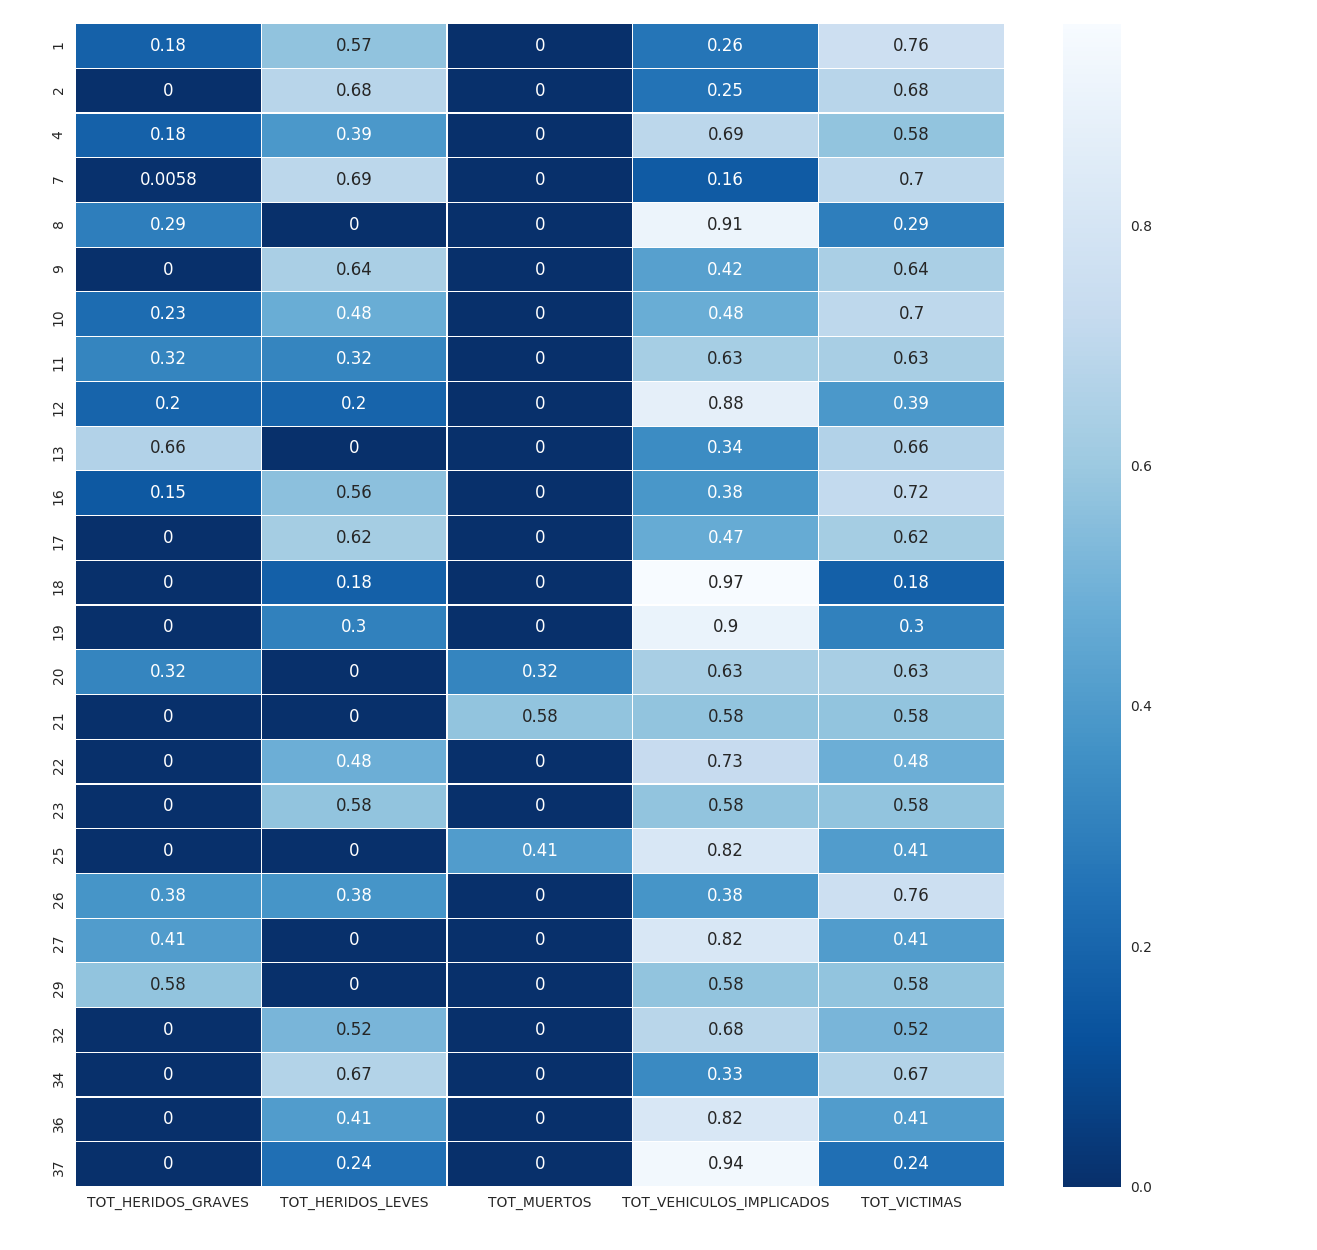 1 0.18 0.57 0 0.26 0.76
2 0 0.68 0 0.25 0.68
4 0.18 0.39 0 0.69 0.58
7 0.0058 0.69 0 0.16 0.7
8 0.29 0 0 0.91 0.29 0.8
9 0 0.64 0 0.42 0.64
10 0.23 0.48 0 0.48 0.7
11 0.32 0.32 0 0.63 0.63
12 0.2 0.2 0 0.88 0.39
13 0.66 0 0 0.34 0.66 0.6
16 0.15 0.56 0 0.38 0.72
17 0 0.62 0 0.47 0.62
18 0 0.18 0 0.97 0.18
19 0 0.3 0 0.9 0.3
20 0.32 0 0.32 0.63 0.63
21 0 0 0.58 0.58 0.58 0.4
22 0 0.48 0 0.73 0.48
23 0 0.58 0 0.58 0.58
25 0 0 0.41 0.82 0.41
26 0.38 0.38 0 0.38 0.76
27 0.41 0 0 0.82 0.41 0.2
29 0.58 0 0 0.58 0.58
32 0 0.52 0 0.68 0.52
34 0 0.67 0 0.33 0.67
36 0 0.41 0 0.82 0.41
37 0 0.24 0 0.94 0.24 0.0
TOT_HERIDOS_GRAVES TOT_HERIDOS_LEVES TOT_MUERTOS TOT_VEHICULOS_IMPLICADOS TOT_VICTIMAS